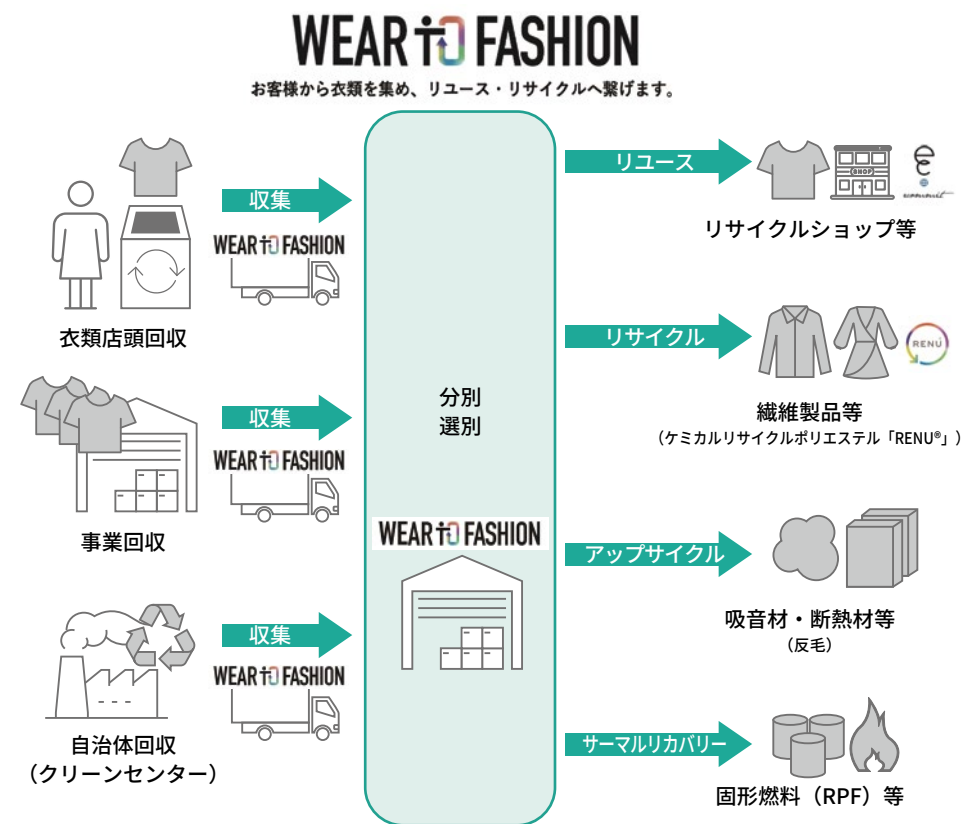 WEAR TO FASHION
お客様から衣類を集め、リユース・リサイクルへ繋げます。
衣類店頭回収
収集
WEAR TO FASHION
事業回収
収集
WEAR TO FASHION
自治体回収
（クリーンセンター）
収集
WEAR TO FASHION
分別
選別
WEAR TO FASHION
リユース
SHOP
ecommit
リサイクルショップ等
リサイクル
RENU
繊維製品等
（ケミカルリサイクルポリエステル「RENU®」）
アップサイクル
吸音材・断熱材等
（反毛）
サーマルリカバリー
固形燃料（RPF）等